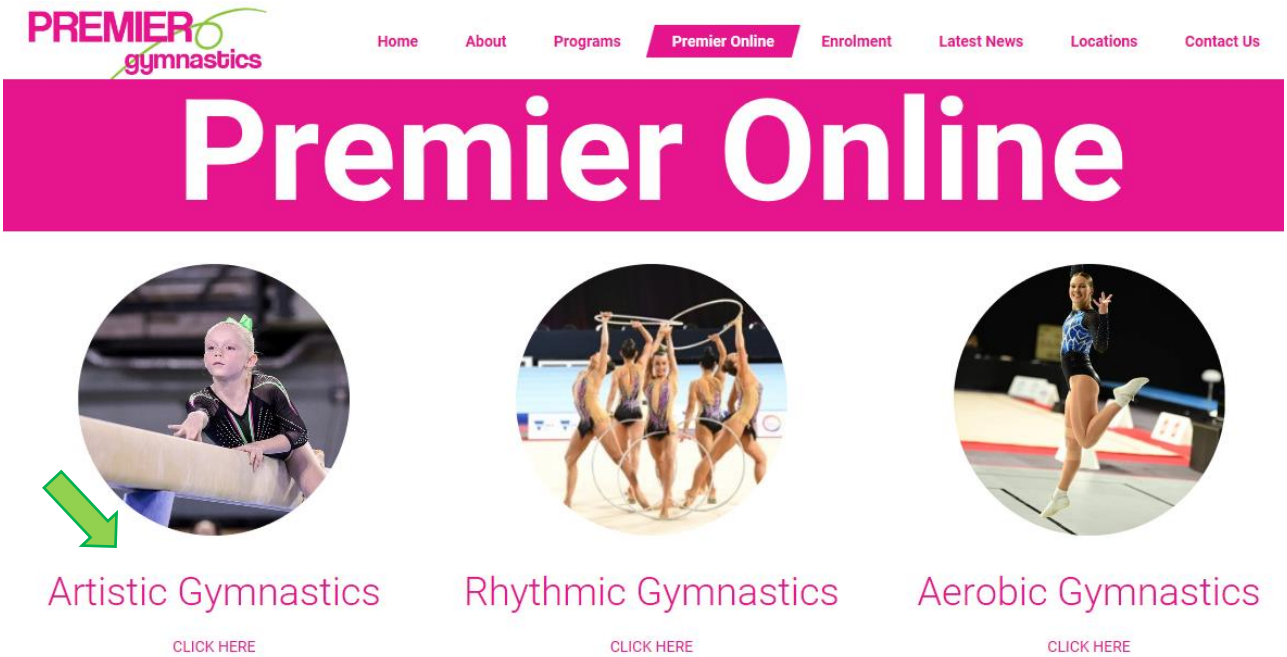 PREMIER
gymnastics
Home About Programs Premier Online Enrolment Latest News Locations Contact Us
Premier Online
Artistic Gymnastics Rhythmic Gymnastics Aerobic Gymnastics
CLICK HERE CLICK HERE CLICK HERE